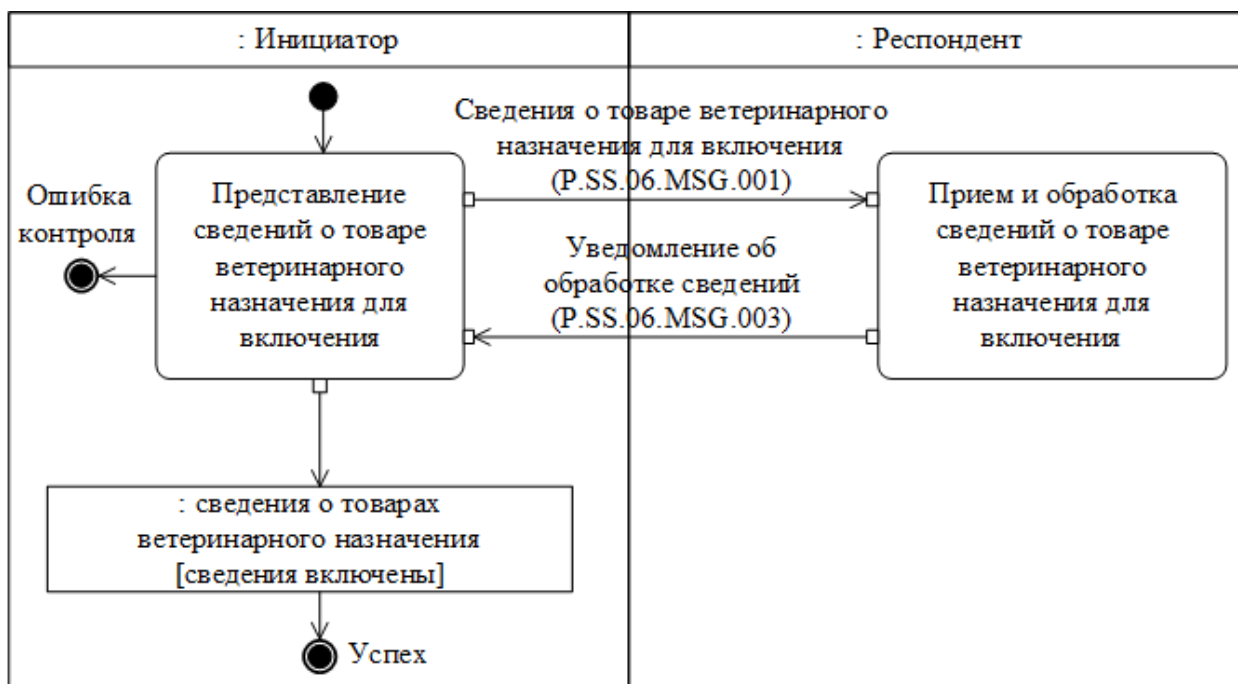 : Инициатор
: Респондент
Сведения о товаре ветеринарного
назначения для включения
(P.SS.06.MSG.001)
Ошибка
контроля
Представление
сведений о товаре
ветеринарного
назначения для
включения
Уведомление об
обработке сведений
(P.SS.06.MSG.003)
Прием и обработка
сведений о товаре
ветеринарного
назначения для
включения
: сведения о товарах
ветеринарного назначения
[сведения включены]
Успех